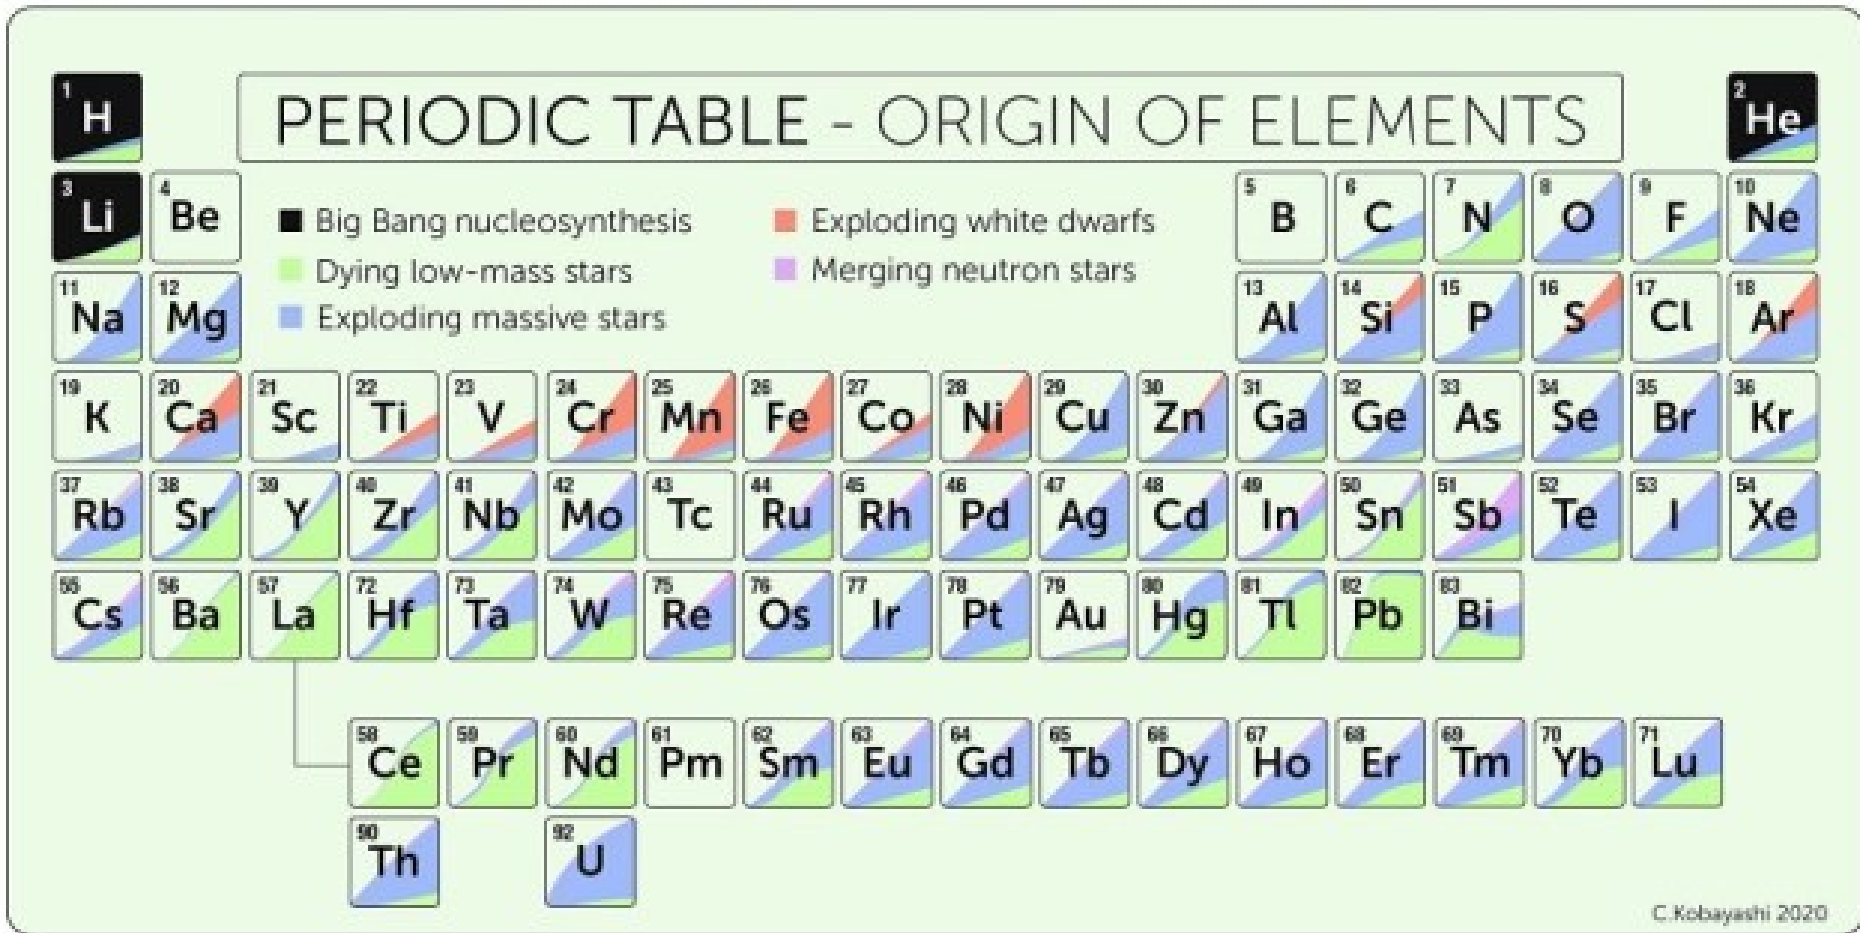 PERIODIC TABLE - ORIGIN OF ELEMENTS
1 H
2 He
3 Li
4 Be
5 B
6 C
7 N
8 O
9 F
10 Ne
Big Bang nucleosynthesis
Dying low-mass stars
Exploding massive stars
Exploding white dwarfs
Merging neutron stars
11 Na
12 Mg
13 Al
14 Si
15 P
16 S
17 Cl
18 Ar
19 K
20 Ca
21 Sc
22 Ti
23 V
24 Cr
25 Mn
26 Fe
27 Co
28 Ni
29 Cu
30 Zn
31 Ga
32 Ge
33 As
34 Se
35 Br
36 Kr
37 Rb
38 Sr
39 Y
40 Zr
41 Nb
42 Mo
43 Tc
44 Ru
45 Rh
46 Pd
47 Ag
48 Cd
49 In
50 Sn
51 Sb
52 Te
53 I
54 Xe
55 Cs
56 Ba
57 La
72 Hf
73 Ta
74 W
75 Re
76 Os
77 Ir
78 Pt
79 Au
80 Hg
81 Tl
82 Pb
83 Bi
58 Ce
59 Pr
60 Nd
61 Pm
62 Sm
63 Eu
64 Gd
65 Tb
66 Dy
67 Ho
68 Er
69 Tm
70 Yb
71 Lu
90 Th
92 U
C.Kobayashi 2020